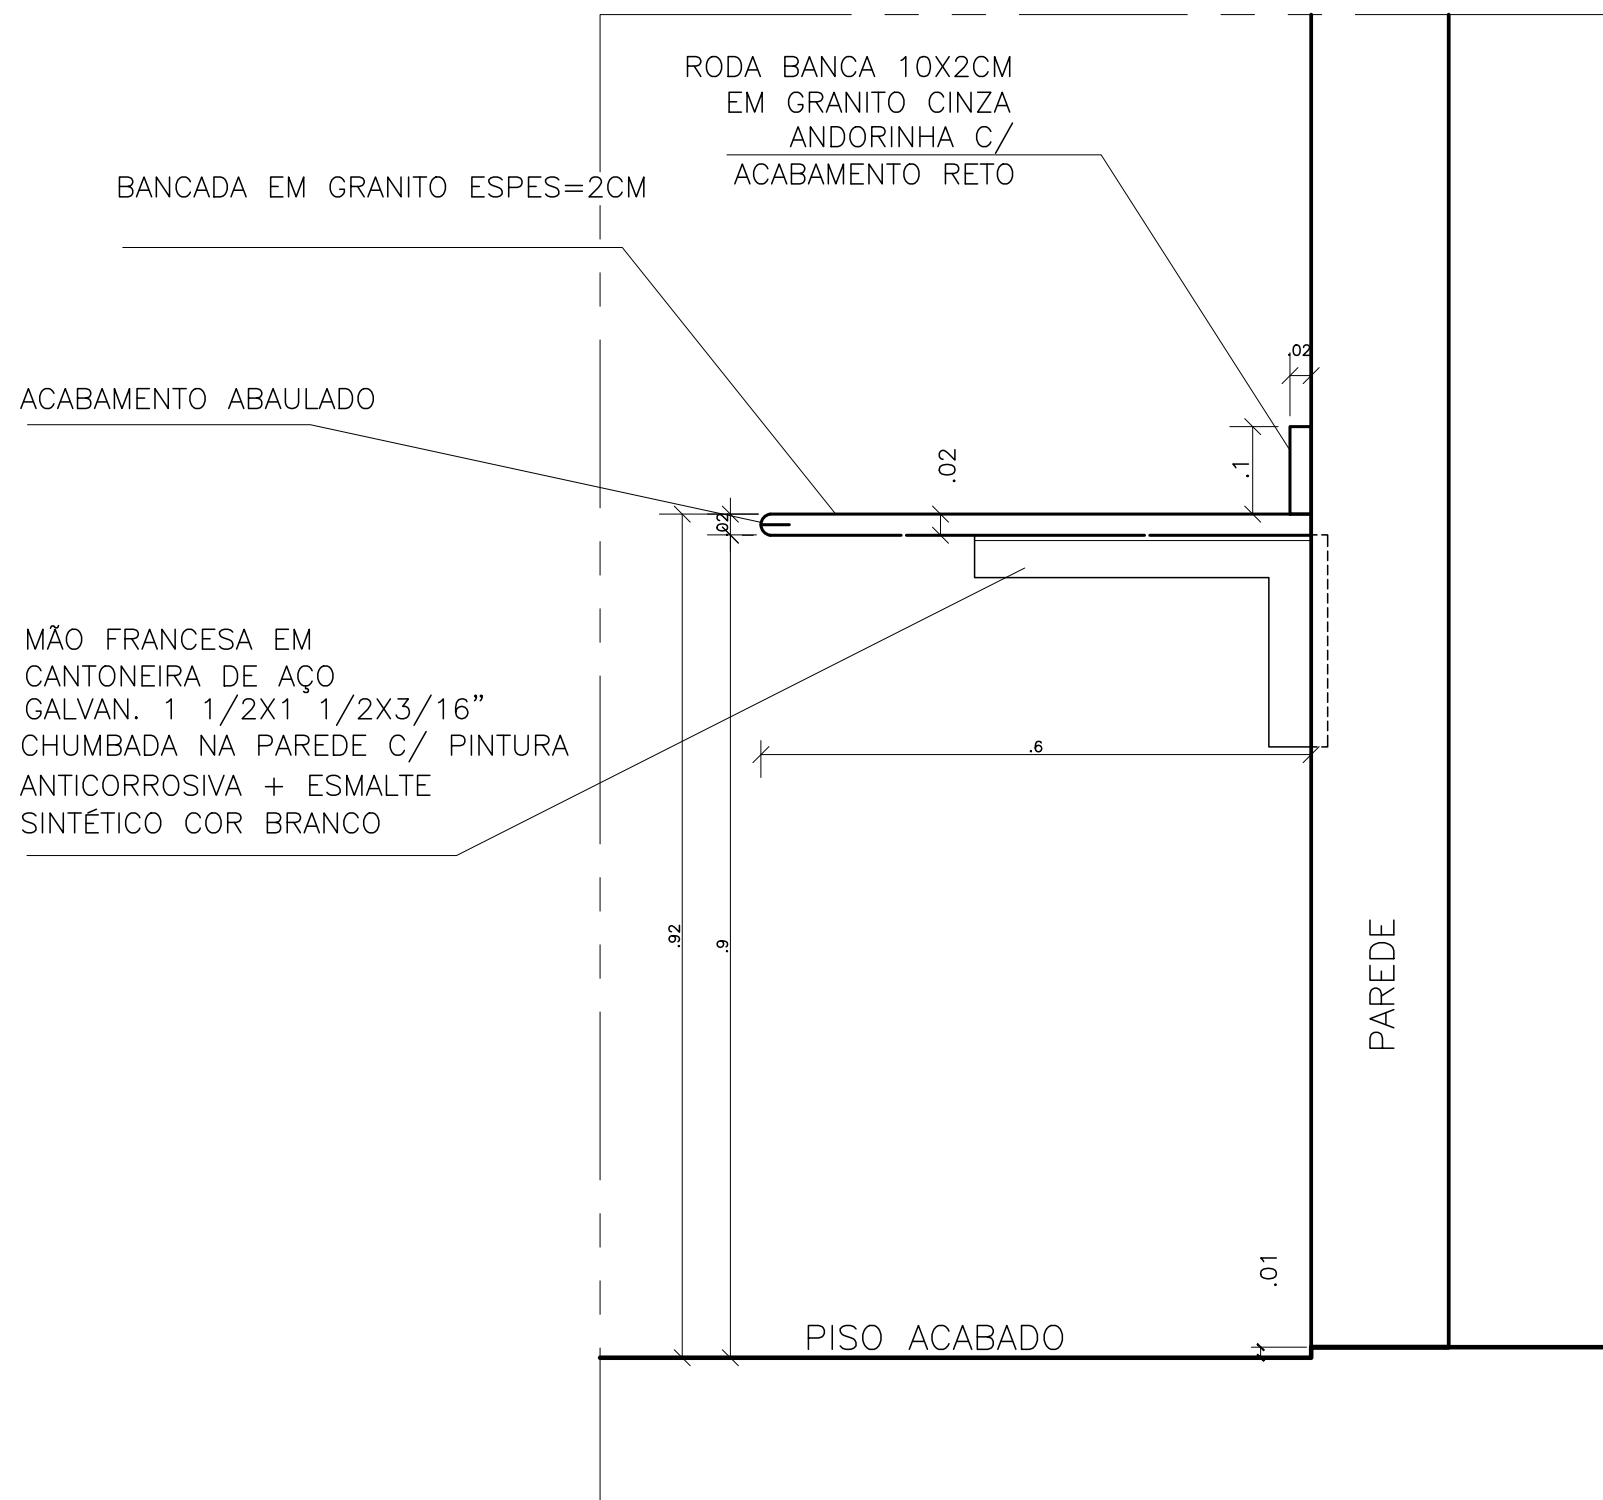 RODA BANCA 10X2CM
EM GRANITO CINZA
ANDORINHA C/
ACABAMENTO RETO
BANCADA EM GRANITO ESPES=2CM
.02
ACABAMENTO ABAULADO
.02
.1
.02
MÃO FRANCESA EM
CANTONEIRA DE AÇO
GALVAN. 1 1/2X1 1/2X3/16”
CHUMBADA NA PAREDE C/ PINTURA
ANTICORROSIVA + ESMALTE
SINTÉTICO COR BRANCO
.6
.92
.9
PAREDE
.01
PISO ACABADO